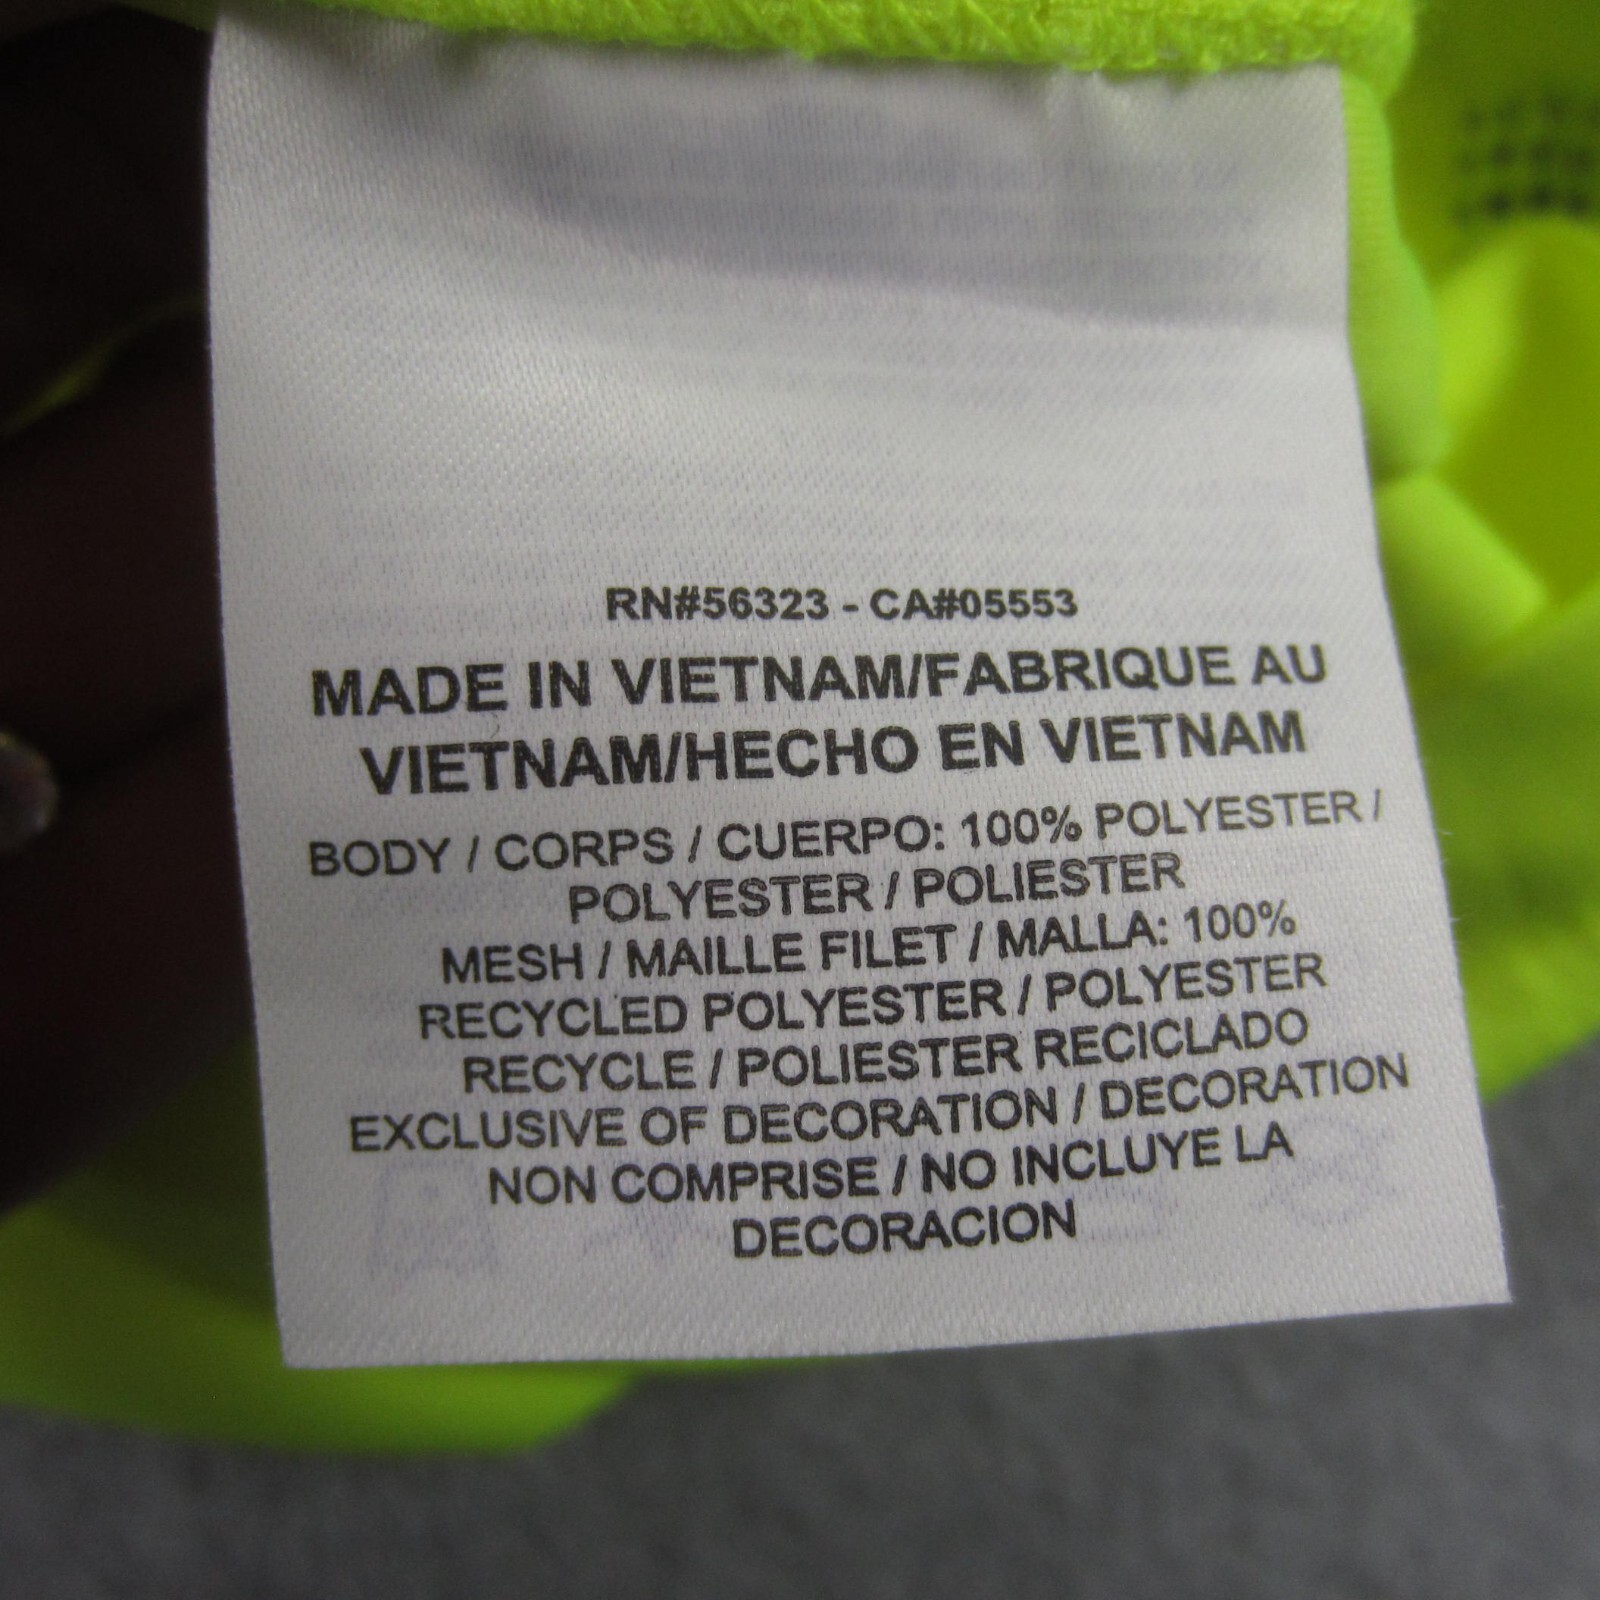 RN#56323 - CA#05553
MADE IN VIETNAM/FABRIQUE AU
VIETNAM/HECHO EN VIETNAM
BODY / CORPS / CUERPO: 100% POLYESTER /
POLYESTER / POLIESTER
MESH / MAILLE FILET / MALLA: 100%
RECYCLED POLYESTER / POLYESTER
RECYCLE / POLIESTER RECICLADO
EXCLUSIVE OF DECORATION / DECORATION
NON COMPRISE / NO INCLUYE LA
DECORACION